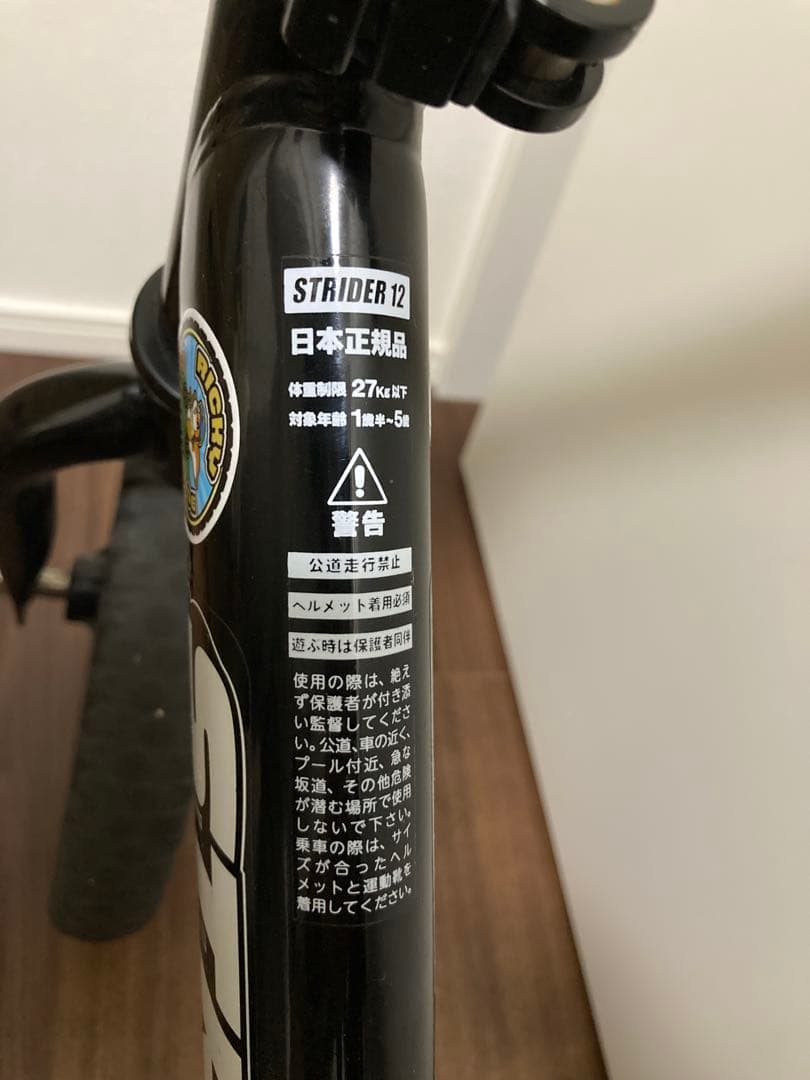 STRIDER 12
日本正規品
体重制限 27Kg以下
対象年齢 1歳半~5歳
警告
公道走行禁止
ヘルメット着用必須
遊ぶ時は保護者同伴
使用の際は、絶え
ず保護者が付き添
い監督してくださ
い。公道、車の近く、
プール付近、急な
坂道、その他危険
が潜む場所で使用
しないで下さい。
乗車の際は、サイ
ズが合ったヘル
メットと運動靴を
着用してください。
RICHY